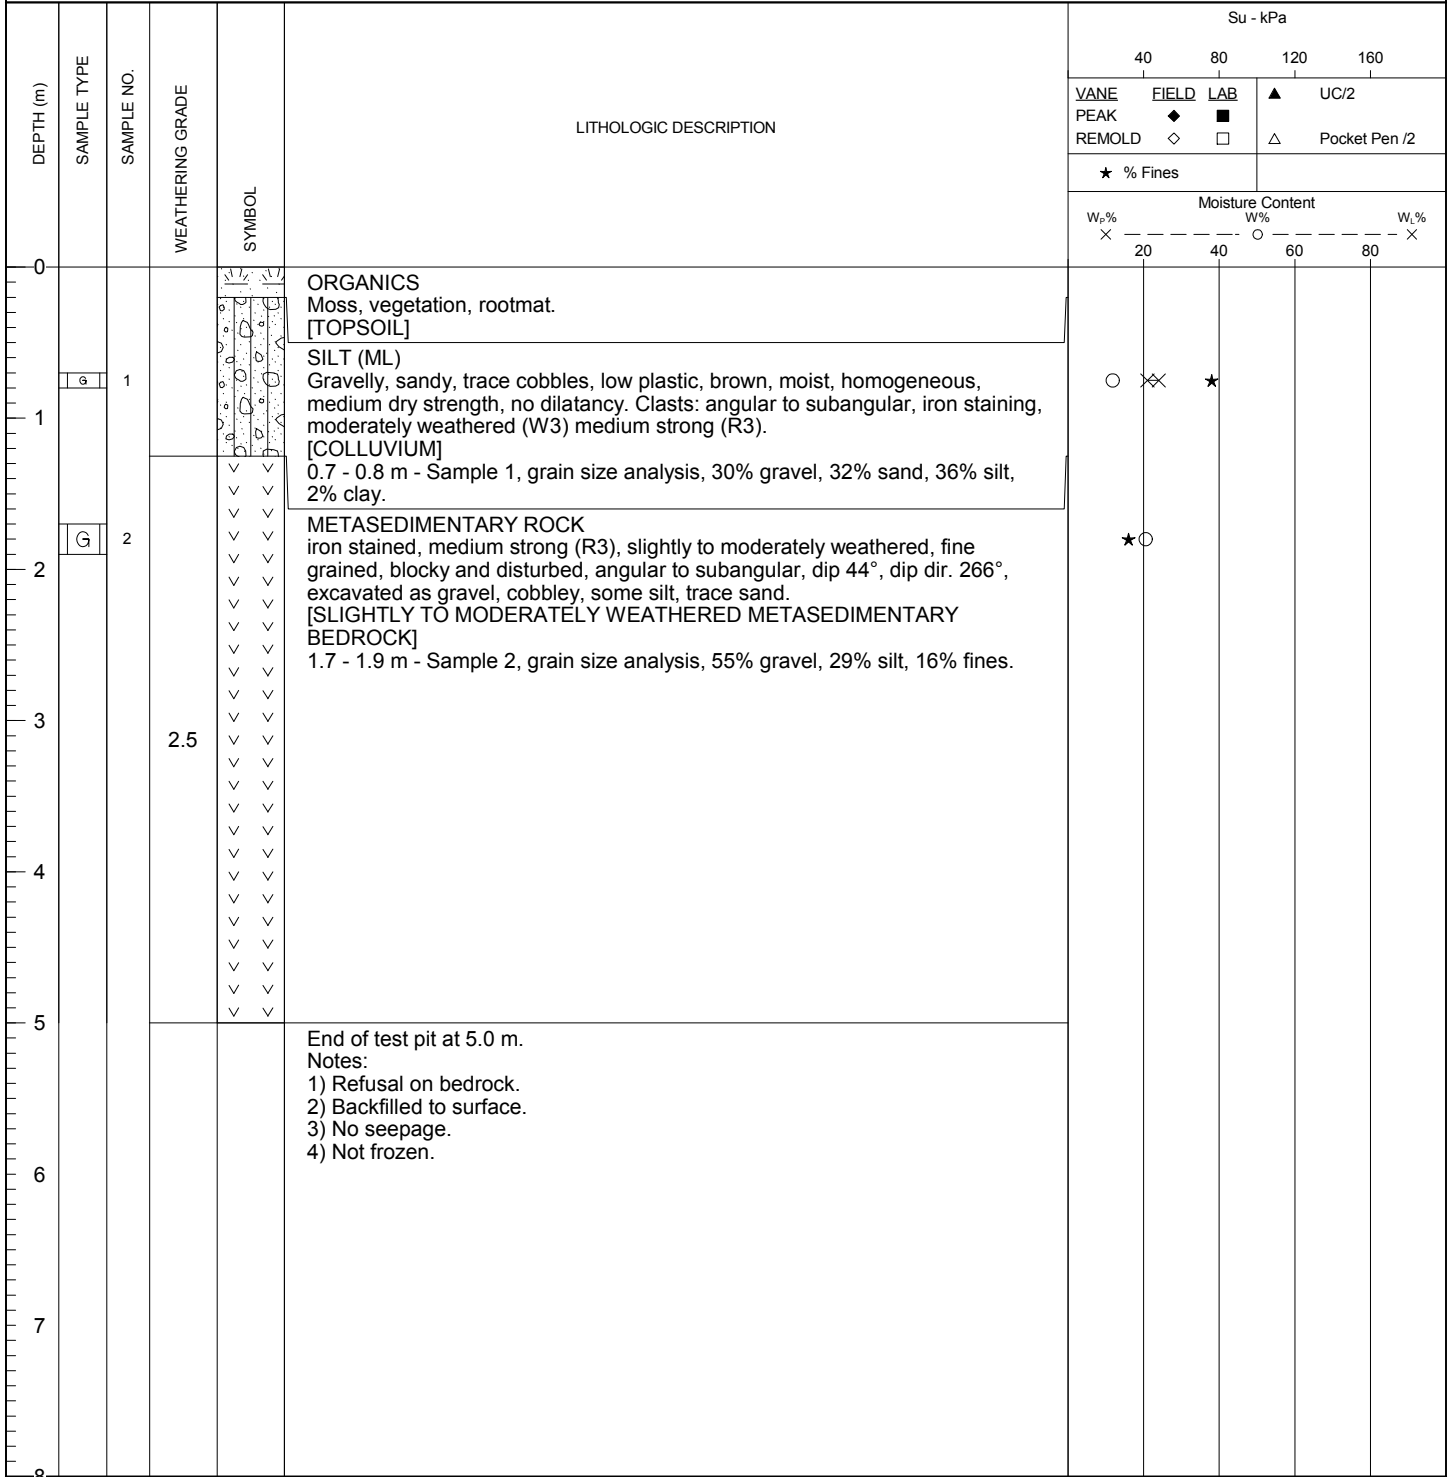 Su - kPa
40 80 120 160
DEPTH (m)
SAMPLE TYPE
SAMPLE NO.
WEATHERING GRADE
SYMBOL
LITHOLOGIC DESCRIPTION
VANE FIELD LAB ▲ UC/2
PEAK ◆ ■
REMOLD ◇ □ △ Pocket Pen /2
★ % Fines
Moisture Content
WP% W% WL%
20 40 60 80
0
ORGANICS
Moss, vegetation, rootmat.
[TOPSOIL]
SILT (ML)
G 1
Gravelly, sandy, trace cobbles, low plastic, brown, moist, homogeneous,
medium dry strength, no dilatancy. Clasts: angular to subangular, iron staining,
1
moderately weathered (W3) medium strong (R3).
[COLLUVIUM]
0.7 - 0.8 m - Sample 1, grain size analysis, 30% gravel, 32% sand, 36% silt,
2% clay.
METASEDIMENTARY ROCK
G 2
iron stained, medium strong (R3), slightly to moderately weathered, fine
2
grained, blocky and disturbed, angular to subangular, dip 44°, dip dir. 266°,
excavated as gravel, cobbley, some silt, trace sand.
[SLIGHTLY TO MODERATELY WEATHERED METASEDIMENTARY
BEDROCK]
1.7 - 1.9 m - Sample 2, grain size analysis, 55% gravel, 29% silt, 16% fines.
3
2.5
4
5
End of test pit at 5.0 m.
Notes:
1) Refusal on bedrock.
2) Backfilled to surface.
3) No seepage.
4) Not frozen.
6
7
8